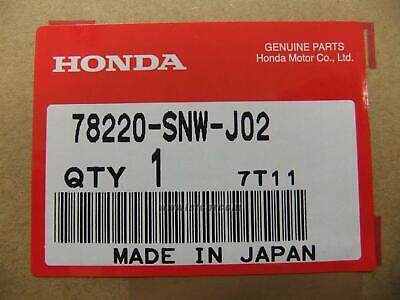 HONDA
GENUINE PARTS
Honda Motor Co., Ltd.
78220-SNW-J02
QTY 1 7T11
MADE IN JAPAN